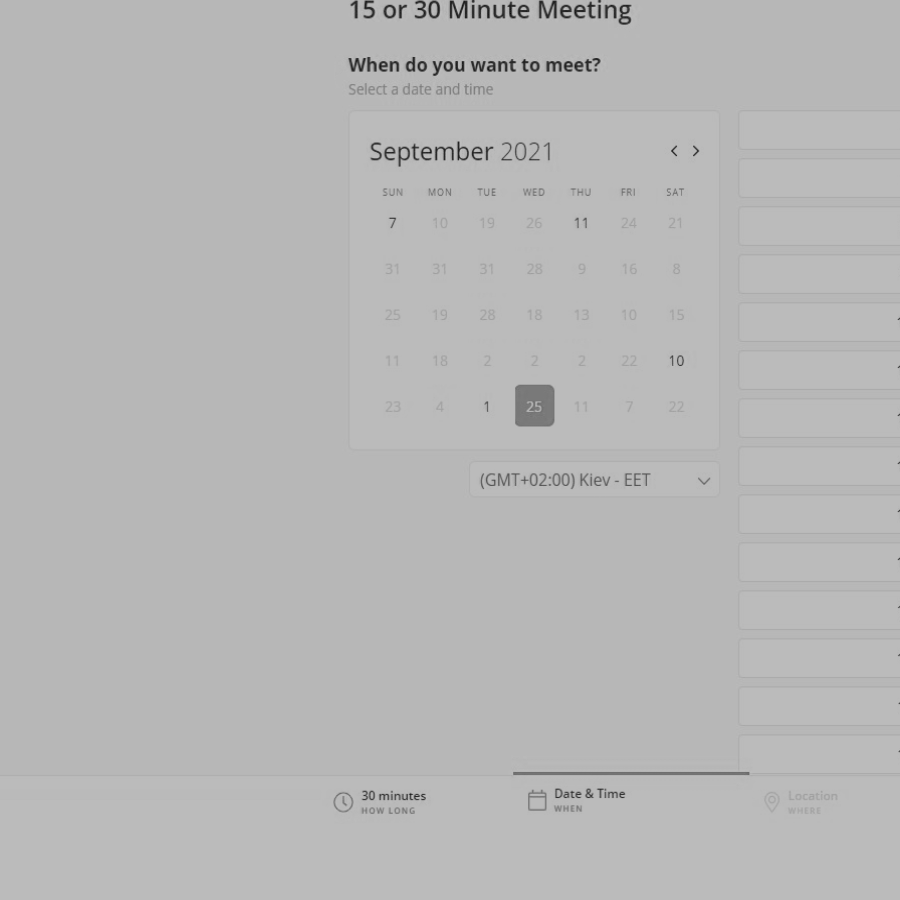 15 or 30 Minute Meeting
When do you want to meet?
Select a date and time
September 2021
SUN MON TUE WED THU FRI SAT
7 10 19 26 11 24 21
31 31 31 28 9 16 8
25 19 28 18 13 10 15
11 18 2 2 2 22 10
23 4 1 25 11 7 22
(GMT+02:00) Kiev - EET
30 minutes
HOW LONG
Date & Time
WHEN
Location
WHERE